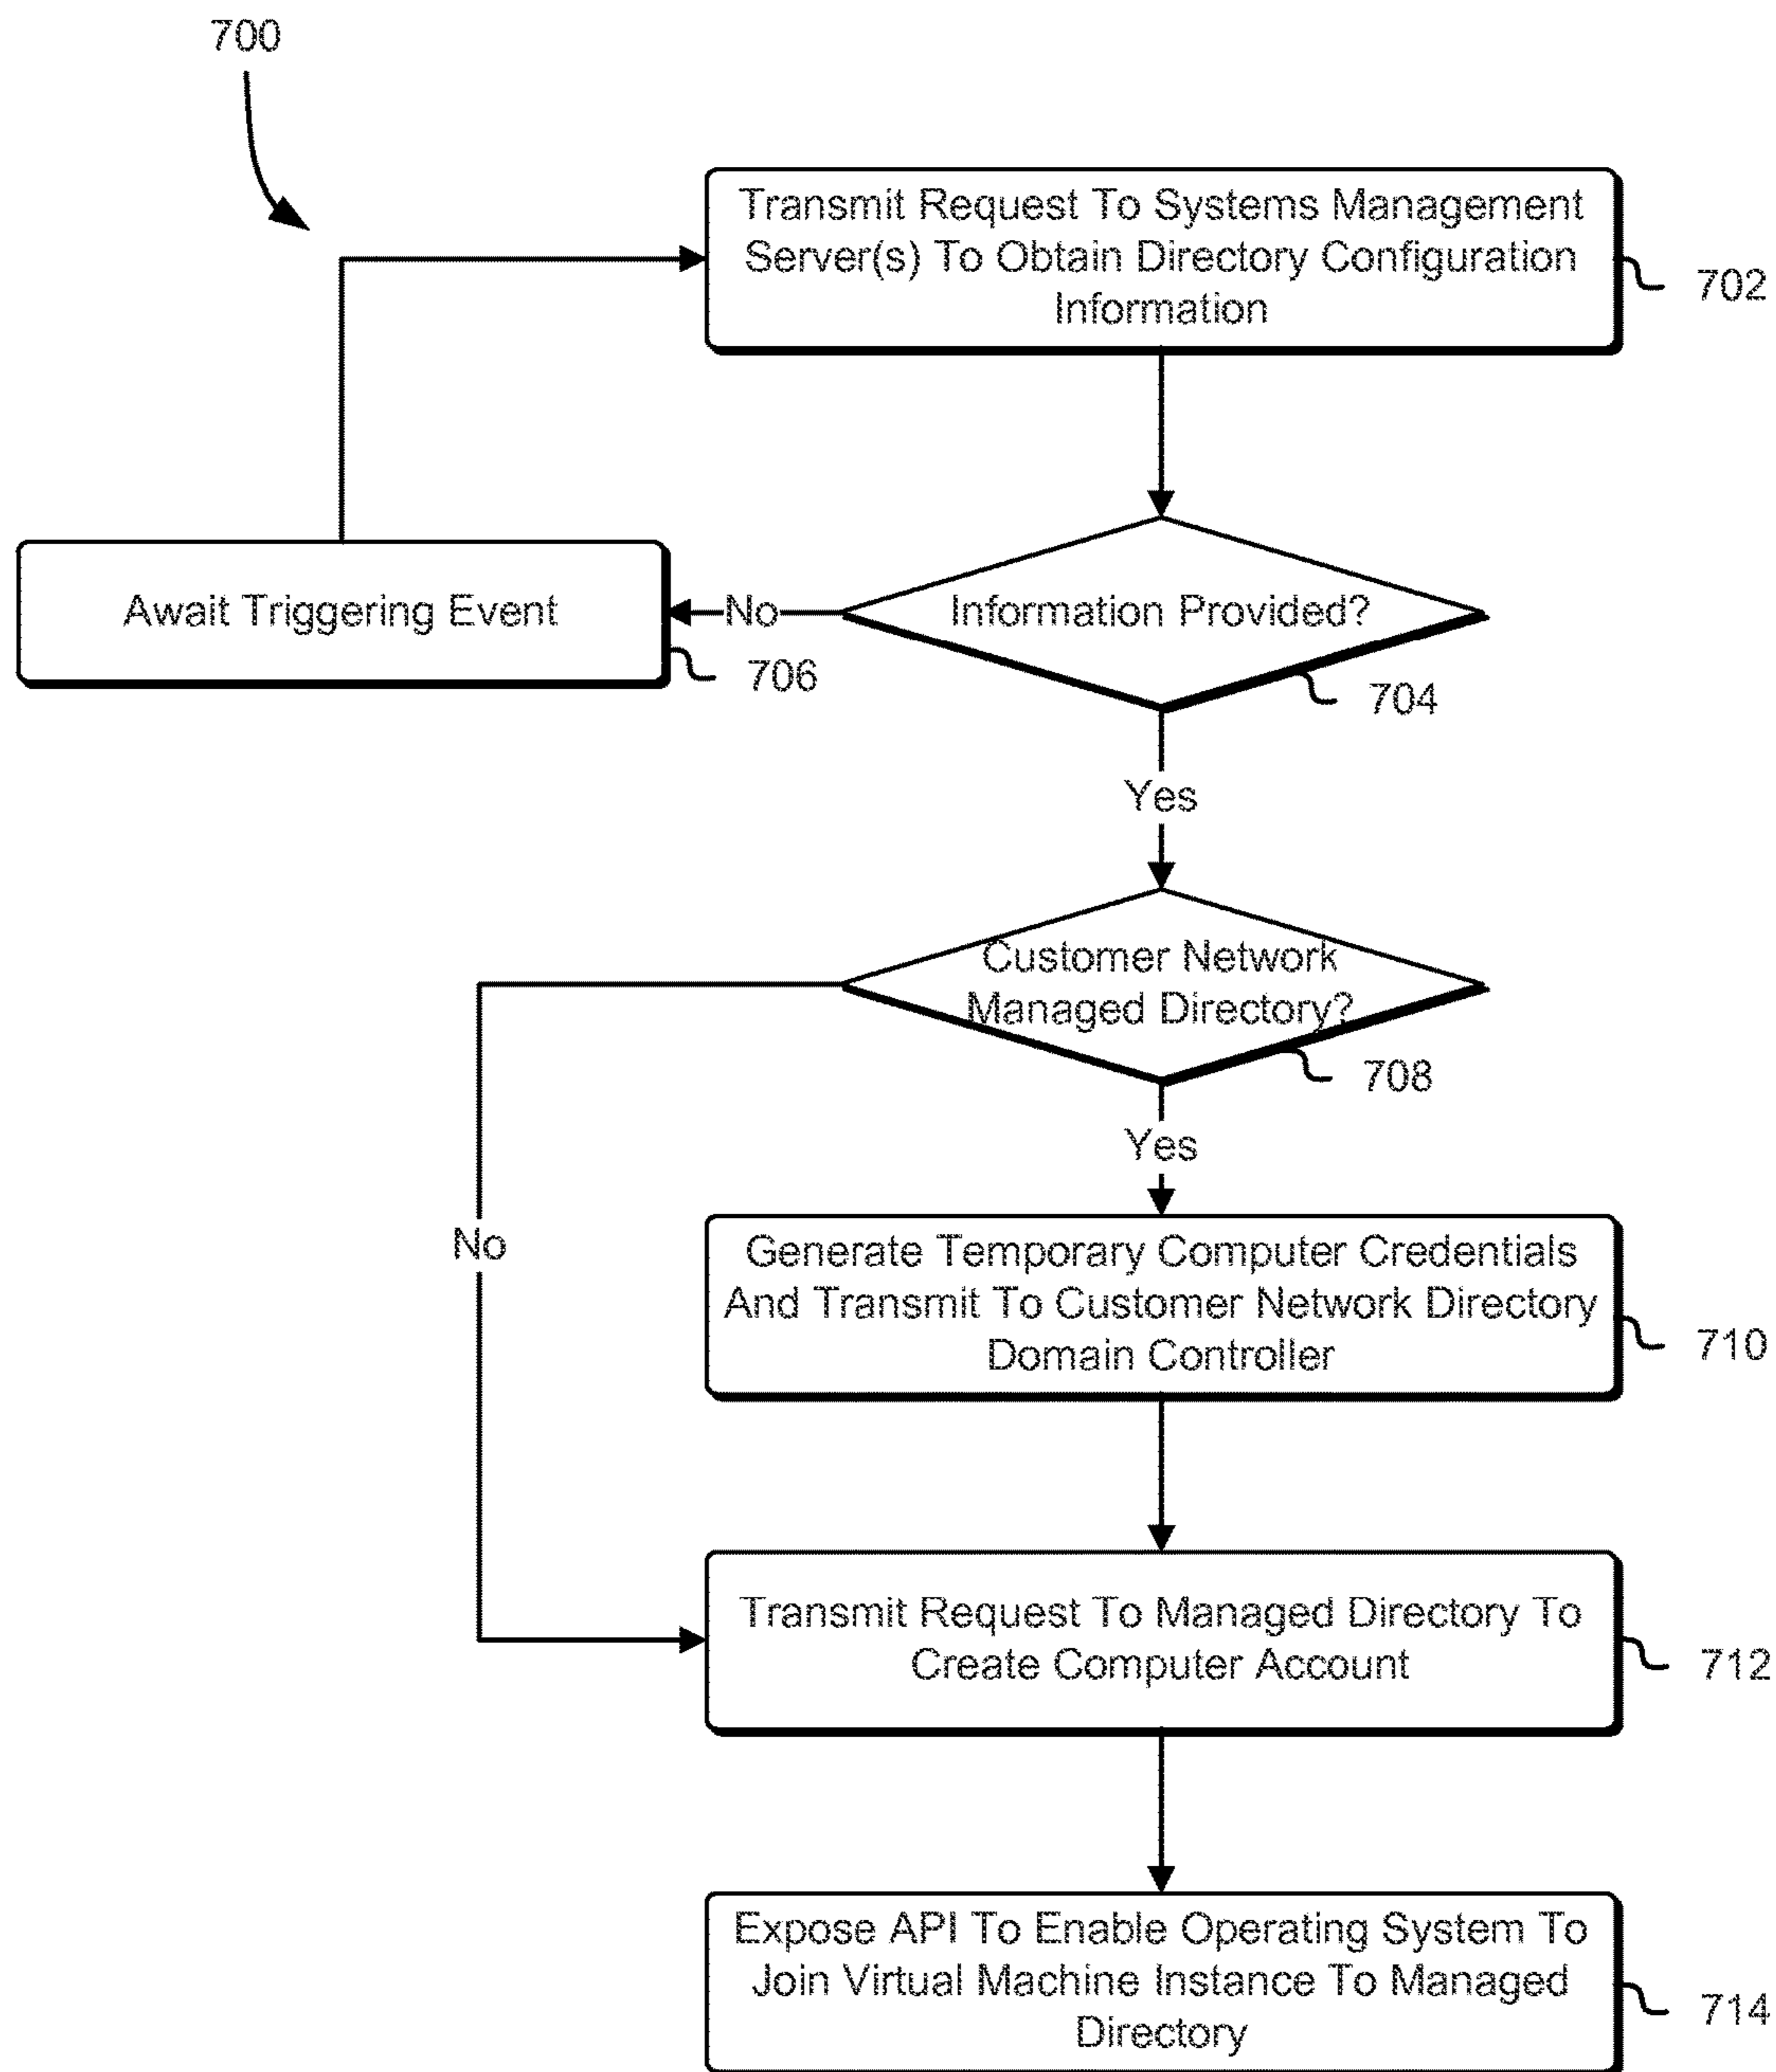 700
Transmit Request To Systems Management
Server(s) To Obtain Directory Configuration
Information
702
Await Triggering Event
706
No
Information Provided?
704
Yes
Customer Network
Managed Directory?
708
Yes
No
Generate Temporary Computer Credentials
And Transmit To Customer Network Directory
Domain Controller
710
Transmit Request To Managed Directory To
Create Computer Account
712
Expose API To Enable Operating System To
Join Virtual Machine Instance To Managed
Directory
714